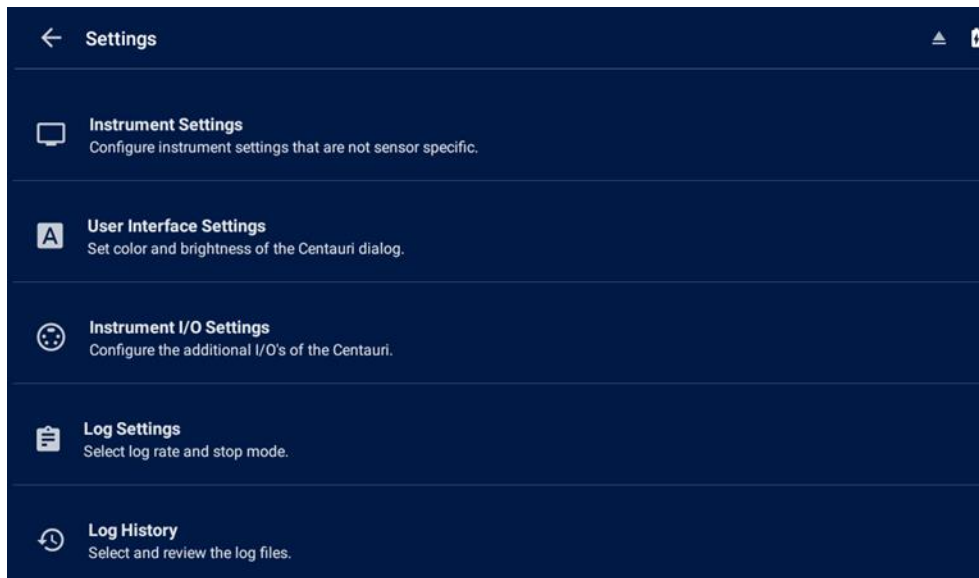 Settings
Instrument Settings
Configure instrument settings that are not sensor specific.
A
User Interface Settings
Set color and brightness of the Centauri dialog.
Instrument I/O Settings
Configure the additional I/O's of the Centauri.
Log Settings
Select log rate and stop mode.
Log History
Select and review the log files.